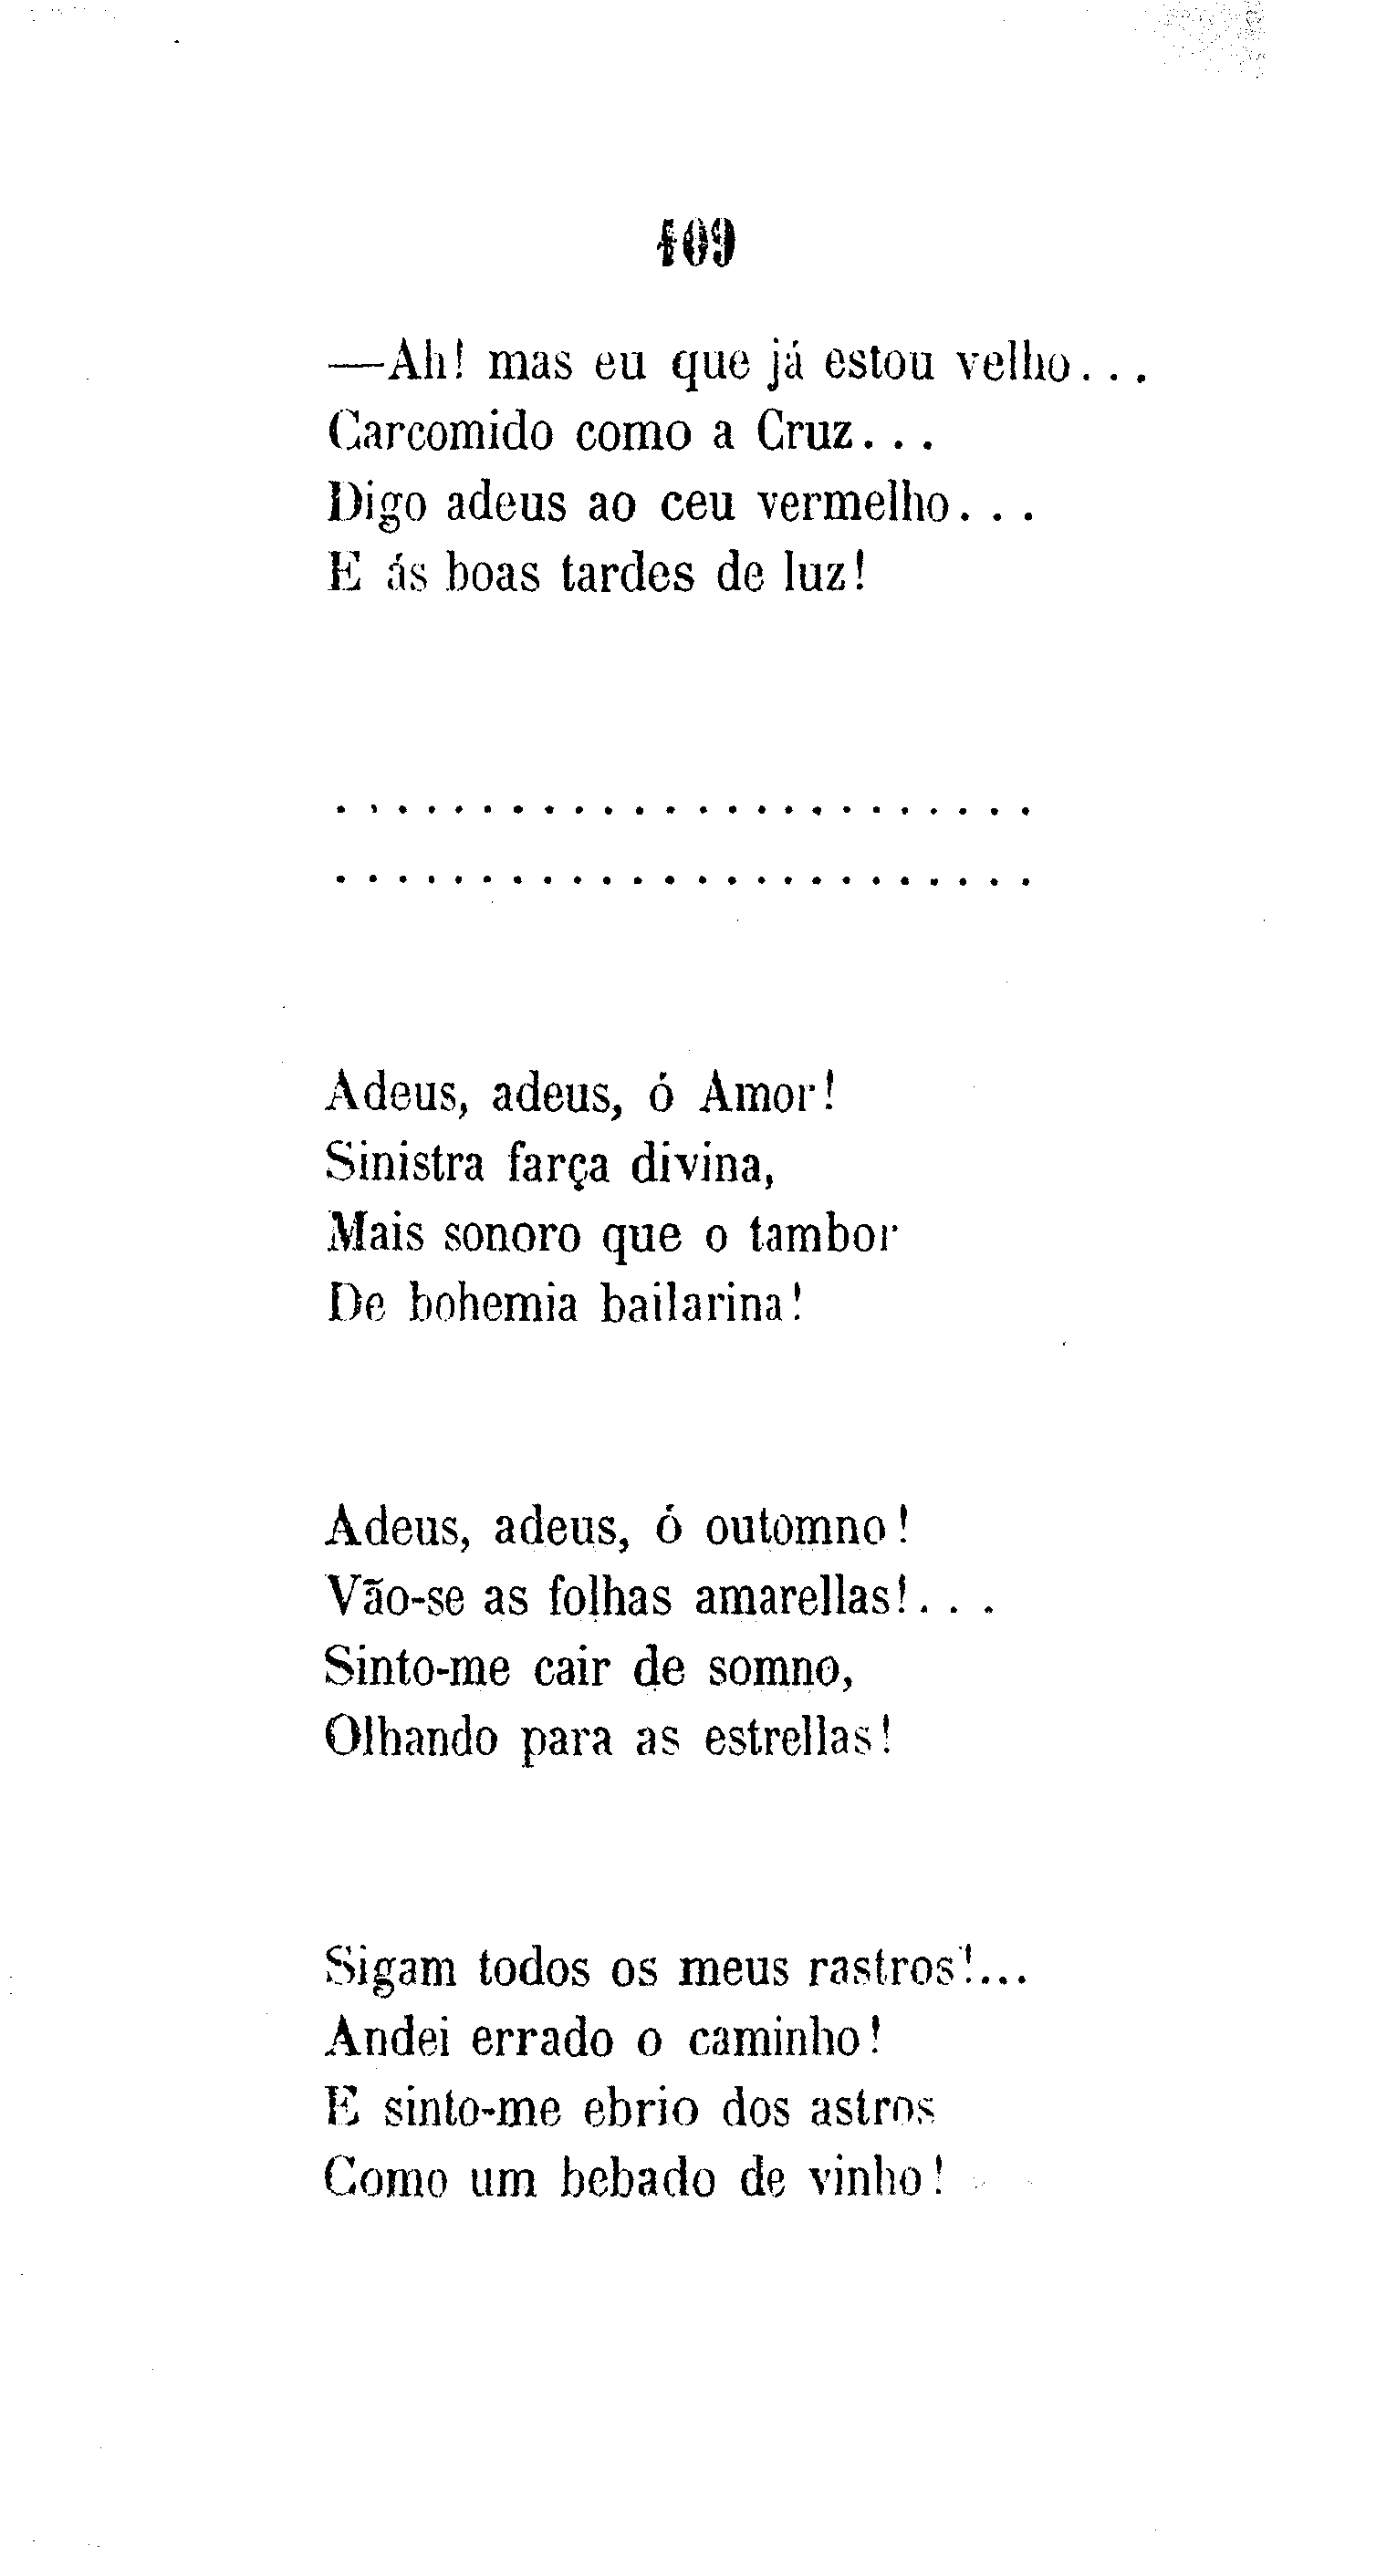 109
—Ah! mas eu que já estou velho...
Carcomido como a Cruz...
Digo adeus ao ceu vermelho...
E ás boas tardes de luz!
.........................
.........................
Adeus, adeus, ó Amor!
Sinistra farça divina,
Mais sonoro que o tambor
De bohemia bailarina!
Adeus, adeus, ó outomno!
Vão-se as folhas amarellas!...
Sinto-me cair de somno,
Olhando para as estrellas!
Sigam todos os meus rastros!...
Andei errado o caminho!
E sinto-me ebrio dos astros
Como um bebado de vinho!